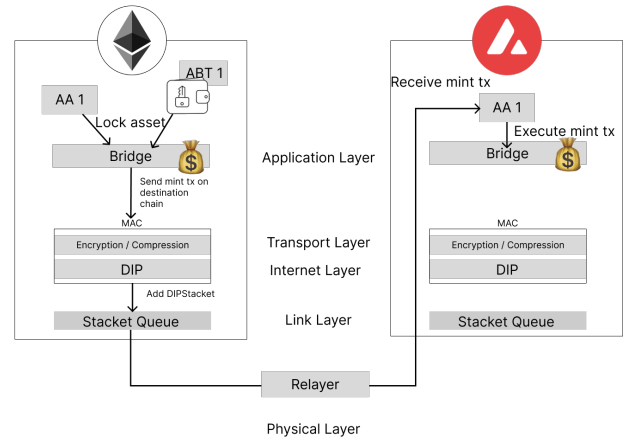 ABT 1
AA 1
Lock asset
Bridge
$
Send mint tx on
destination
chain
MAC
Encryption / Compression
DIP
Add DIPStacket
Stacket Queue
Application Layer
Transport Layer
Internet Layer
Link Layer
Relayer
Physical Layer
Receive mint tx
AA 1
Execute mint tx
Bridge
$
MAC
Encryption / Compression
DIP
Stacket Queue